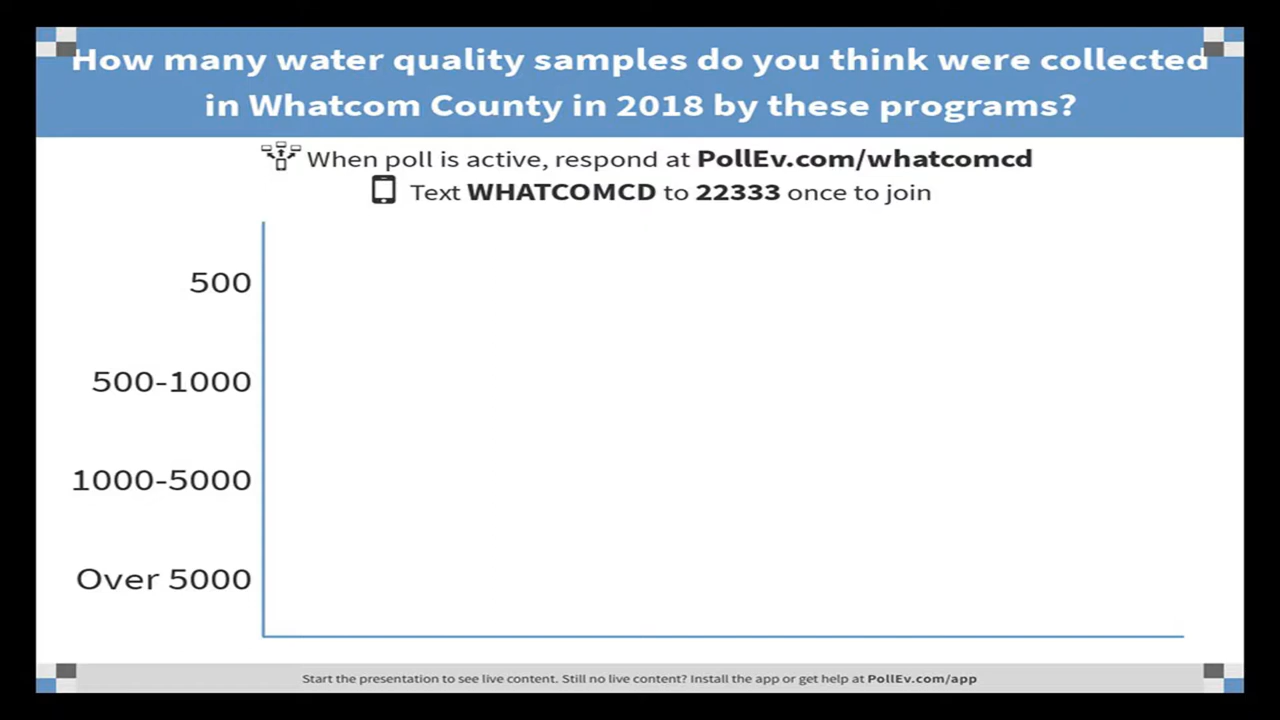 How many water quality samples do you think were collected
in Whatcom County in 2018 by these programs?
When poll is active, respond at PollEv.com/whatcomcd
Text WHATCOMCD to 22333 once to join
500
500-1000
1000-5000
Over 5000
Start the presentation to see live content. Still no live content? Install the app or get help at PollEv.com/app